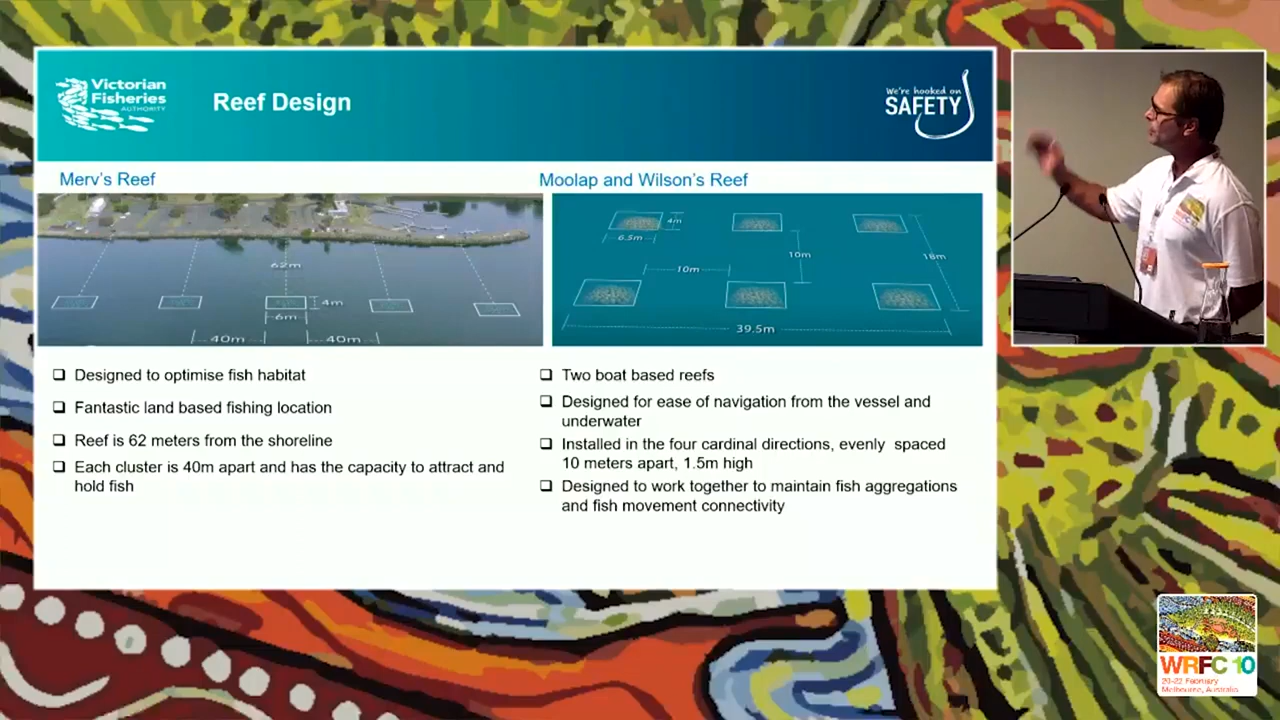 Victorian
Fisheries
AUTHORITY
Reef Design
We're hooked on
SAFETY
Merv's Reef
62m
4m
6m
40m
40m
Designed to optimise fish habitat
Fantastic land based fishing location
Reef is 62 meters from the shoreline
Each cluster is 40m apart and has the capacity to attract and
hold fish
Moolap and Wilson's Reef
4m
6.5m
10m
10m
18m
39.5m
Two boat based reefs
Designed for ease of navigation from the vessel and
underwater
Installed in the four cardinal directions, evenly spaced
10 meters apart, 1.5m high
Designed to work together to maintain fish aggregations
and fish movement connectivity
WRFC 10
20-22 February
Melbourne, Australia